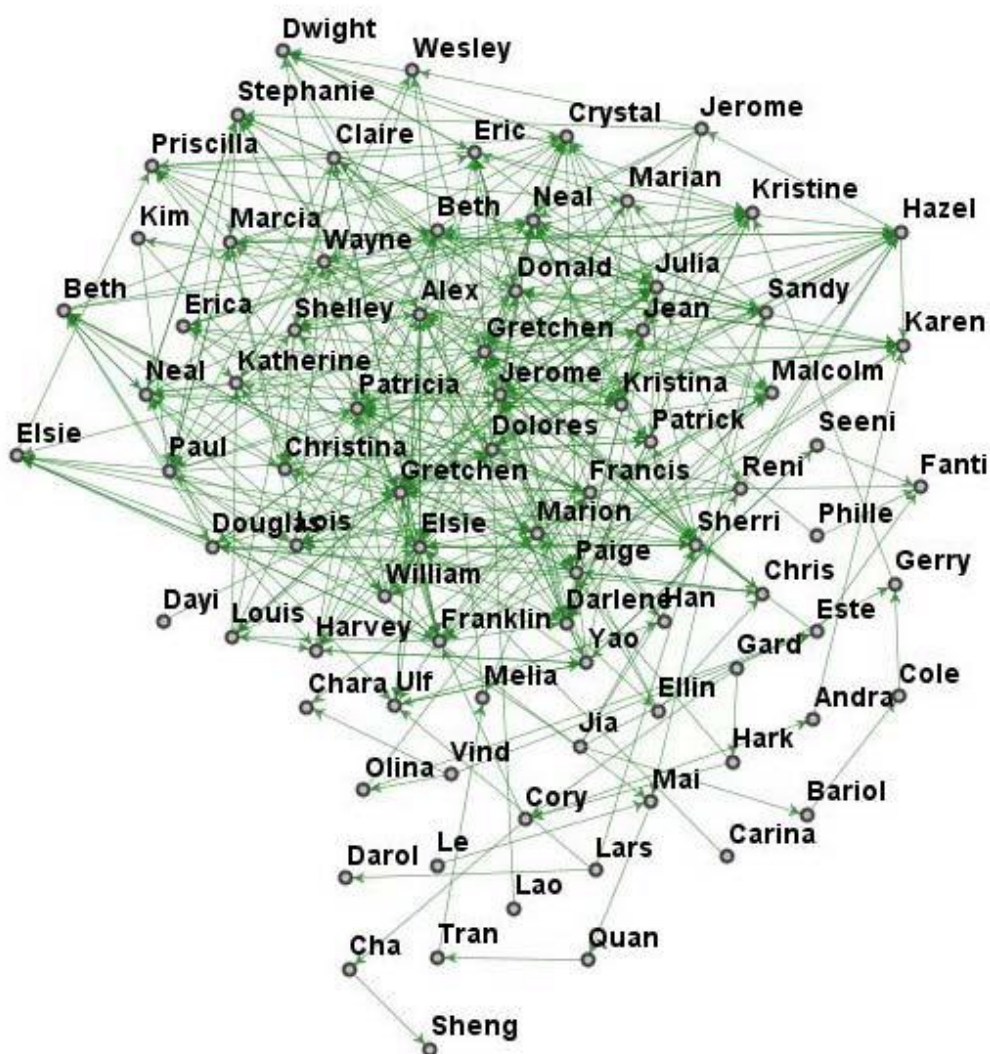 Dwight
Wesley
Stephanie
Crystal
Jerome
Priscilla
Claire
Eric
Kim
Marcia
Beth
Neal
Marian
Kristine
Hazel
Wayne
Beth
Erica
Shelley
Alex
Donald
Julia
Sandy
Gretchen
Jean
Karen
Neal
Katherine
Patricia
Jerome
Kristina
Malcolm
Elsie
Paul
Christina
Dolores
Patrick
Seeni
Gretchen
Francis
Reni
Fanti
Douglas
Lois
Elsie
Marion
Sherri
Phille
Dayi
William
Paige
Chris
Gerry
Louis
Harvey
Franklin
Darlene
Han
Este
Yao
Gard
Chara
Ulf
Melia
Ellin
Andra
Cole
Olina
Vind
Jia
Hark
Cory
Mai
Bariol
Darol
Le
Lars
Carina
Lao
Cha
Tran
Quan
Sheng